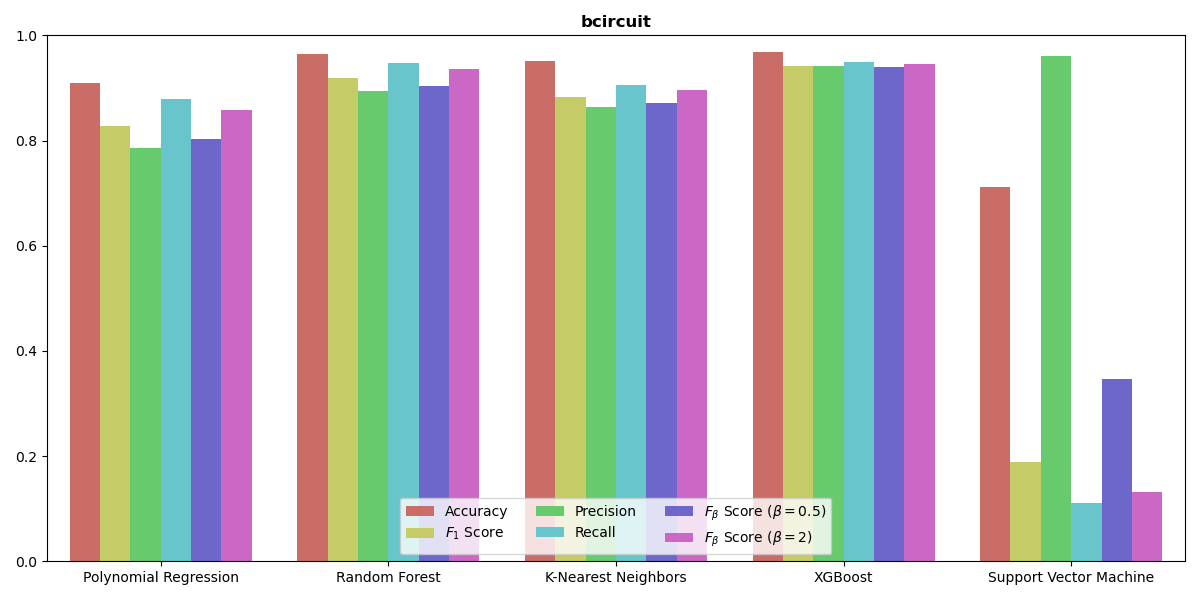 bcircuit
1.0
0.8
0.6
0.4
0.2
0.0
Accuracy
F₁ Score
Precision
Recall
Fβ Score (β = 0.5)
Fβ Score (β = 2)
Polynomial Regression
Random Forest
K-Nearest Neighbors
XGBoost
Support Vector Machine